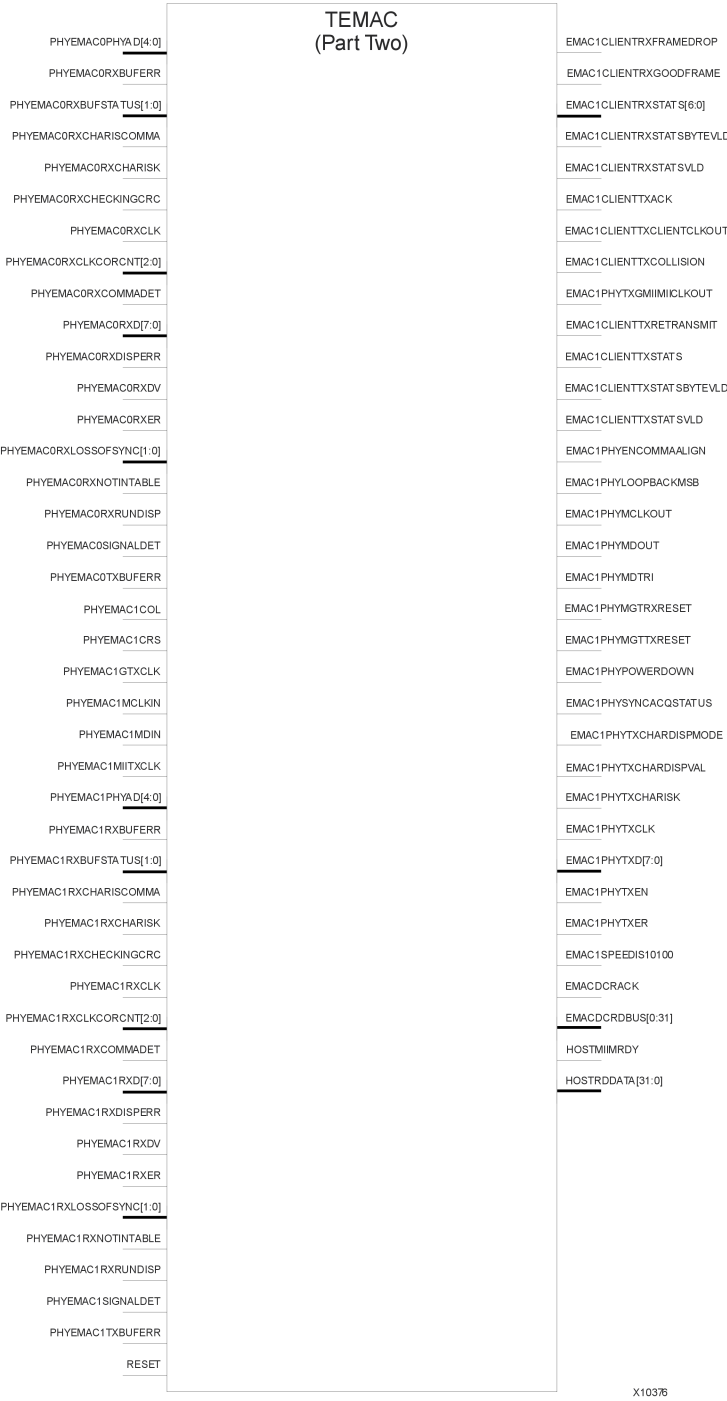 TEMAC
(Part Two)
PHYEMAC0PHYAD[4:0]
PHYEMAC0RXBUFERR
PHYEMAC0RXBUFSTATUS[1:0]
PHYEMAC0RXCHARISCOMMA
PHYEMAC0RXCHARISK
PHYEMAC0RXCHECKINGCRC
PHYEMAC0RXCLK
PHYEMAC0RXCLKCORCNT[2:0]
PHYEMAC0RXCOMMADET
PHYEMAC0RXD[7:0]
PHYEMAC0RXDISPERR
PHYEMAC0RXDV
PHYEMAC0RXER
PHYEMAC0RXLOSSOFSYNC[1:0]
PHYEMAC0RXNOTINTABLE
PHYEMAC0RXRUNDISP
PHYEMAC0SIGNALDET
PHYEMAC0TXBUFERR
PHYEMAC1COL
PHYEMAC1CRS
PHYEMAC1GTXCLK
PHYEMAC1MCLKIN
PHYEMAC1MDIN
PHYEMAC1MIITXCLK
PHYEMAC1PHYAD[4:0]
PHYEMAC1RXBUFERR
PHYEMAC1RXBUFSTATUS[1:0]
PHYEMAC1RXCHARISCOMMA
PHYEMAC1RXCHARISK
PHYEMAC1RXCHECKINGCRC
PHYEMAC1RXCLK
PHYEMAC1RXCLKCORCNT[2:0]
PHYEMAC1RXCOMMADET
PHYEMAC1RXD[7:0]
PHYEMAC1RXDISPERR
PHYEMAC1RXDV
PHYEMAC1RXER
PHYEMAC1RXLOSSOFSYNC[1:0]
PHYEMAC1RXNOTINTABLE
PHYEMAC1RXRUNDISP
PHYEMAC1SIGNALDET
PHYEMAC1TXBUFERR
RESET
EMAC1CLIENTRXFRAMEDROP
EMAC1CLIENTRXGOODFRAME
EMAC1CLIENTRXSTATS[6:0]
EMAC1CLIENTRXSTATSBYTEVLD
EMAC1CLIENTRXSTATSVLD
EMAC1CLIENTTXACK
EMAC1CLIENTTXCLIENTCLKOUT
EMAC1CLIENTTXCOLLISION
EMAC1PHYTXGMIIMIICLKOUT
EMAC1CLIENTTXRETRANSMIT
EMAC1CLIENTTXSTATS
EMAC1CLIENTTXSTATSBYTEVLD
EMAC1CLIENTTXSTATSVLD
EMAC1PHYENCOMMAALIGN
EMAC1PHYLOOPBACKMSB
EMAC1PHYMCLKOUT
EMAC1PHYMDOUT
EMAC1PHYMDTRI
EMAC1PHYMGTRXRESET
EMAC1PHYMGTTXRESET
EMAC1PHYPOWERDOWN
EMAC1PHYSYNCACQSTATUS
EMAC1PHYTXCHARDISPMODE
EMAC1PHYTXCHARDISPVAL
EMAC1PHYTXCHARISK
EMAC1PHYTXCLK
EMAC1PHYTXD[7:0]
EMAC1PHYTXEN
EMAC1PHYTXER
EMAC1SPEEDIS10100
EMACDCRACK
EMACDCRDBUS[0:31]
HOSTMIIMRDY
HOSTRDDATA[31:0]
X10376